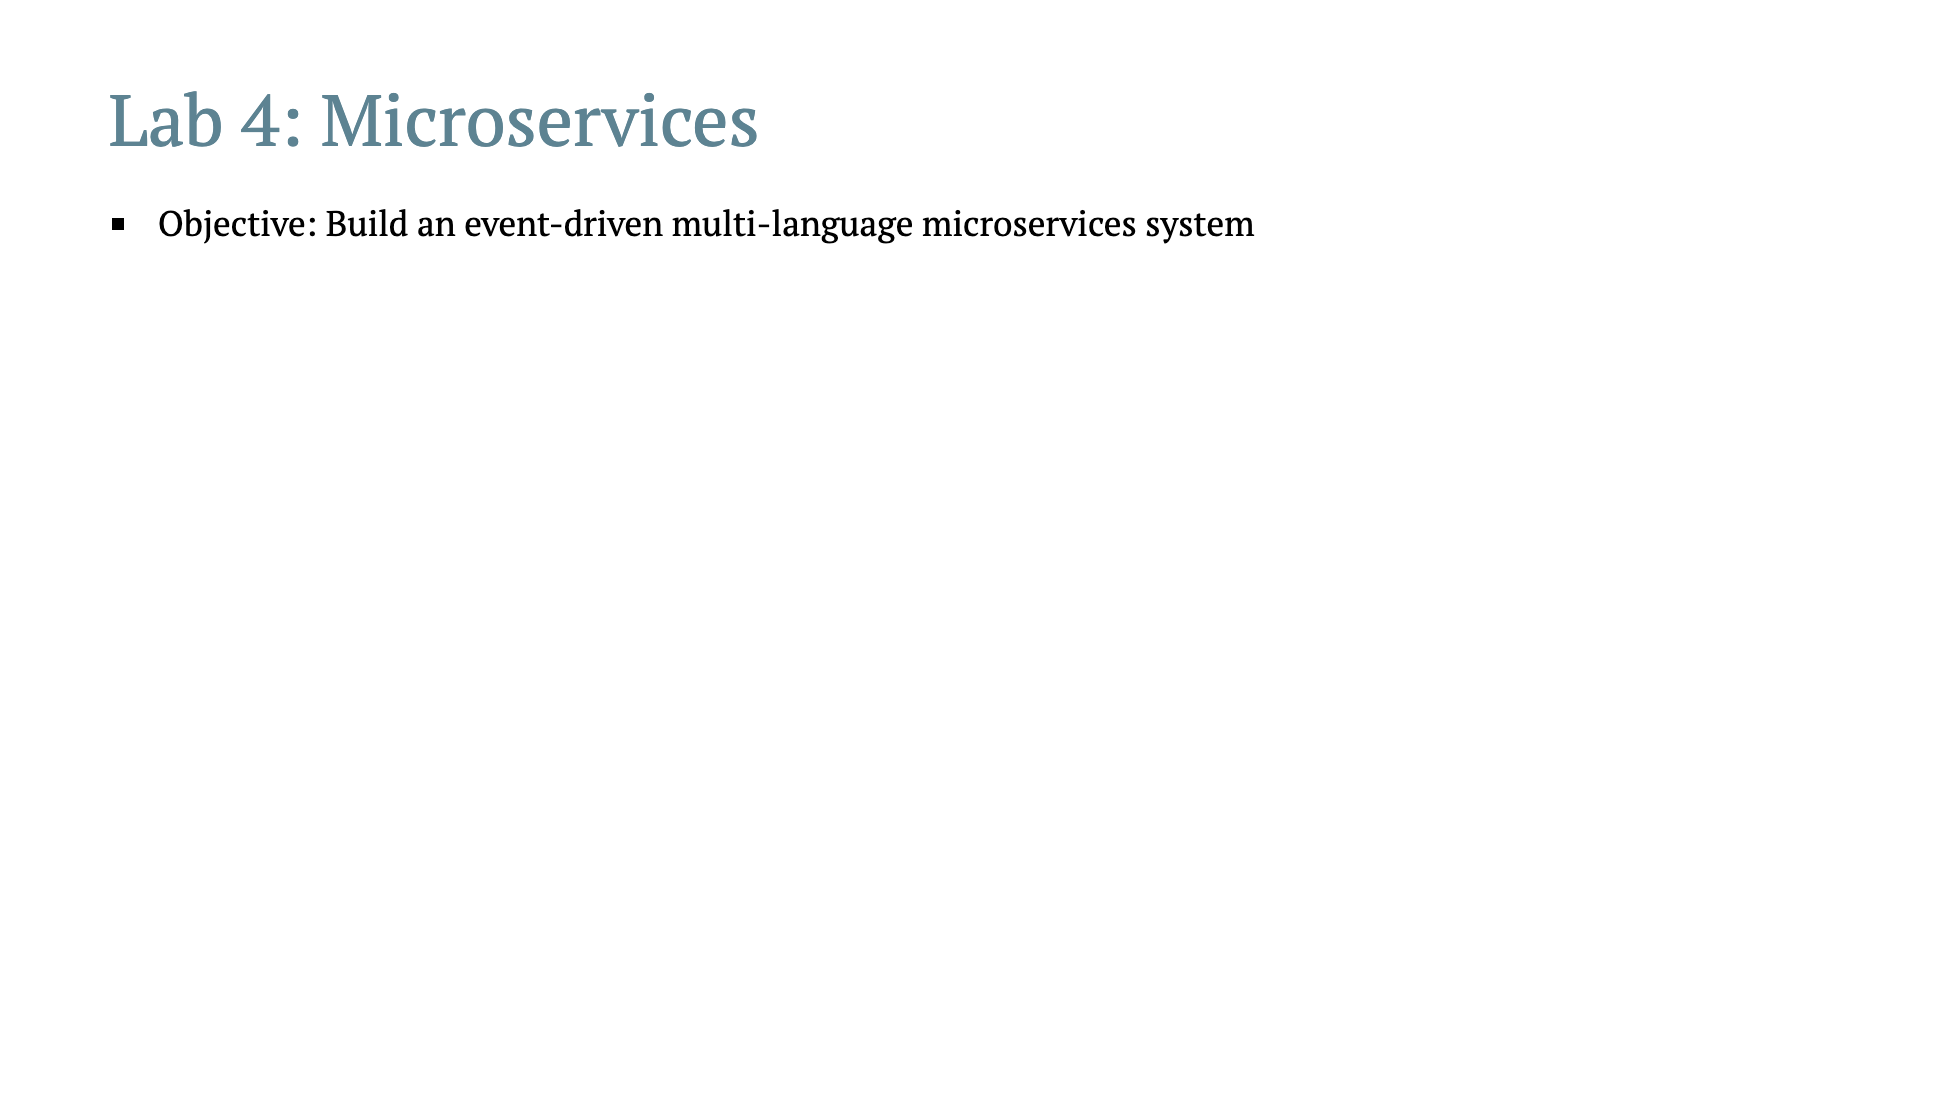 Lab 4: Microservices
▪ Objective: Build an event-driven multi-language microservices system